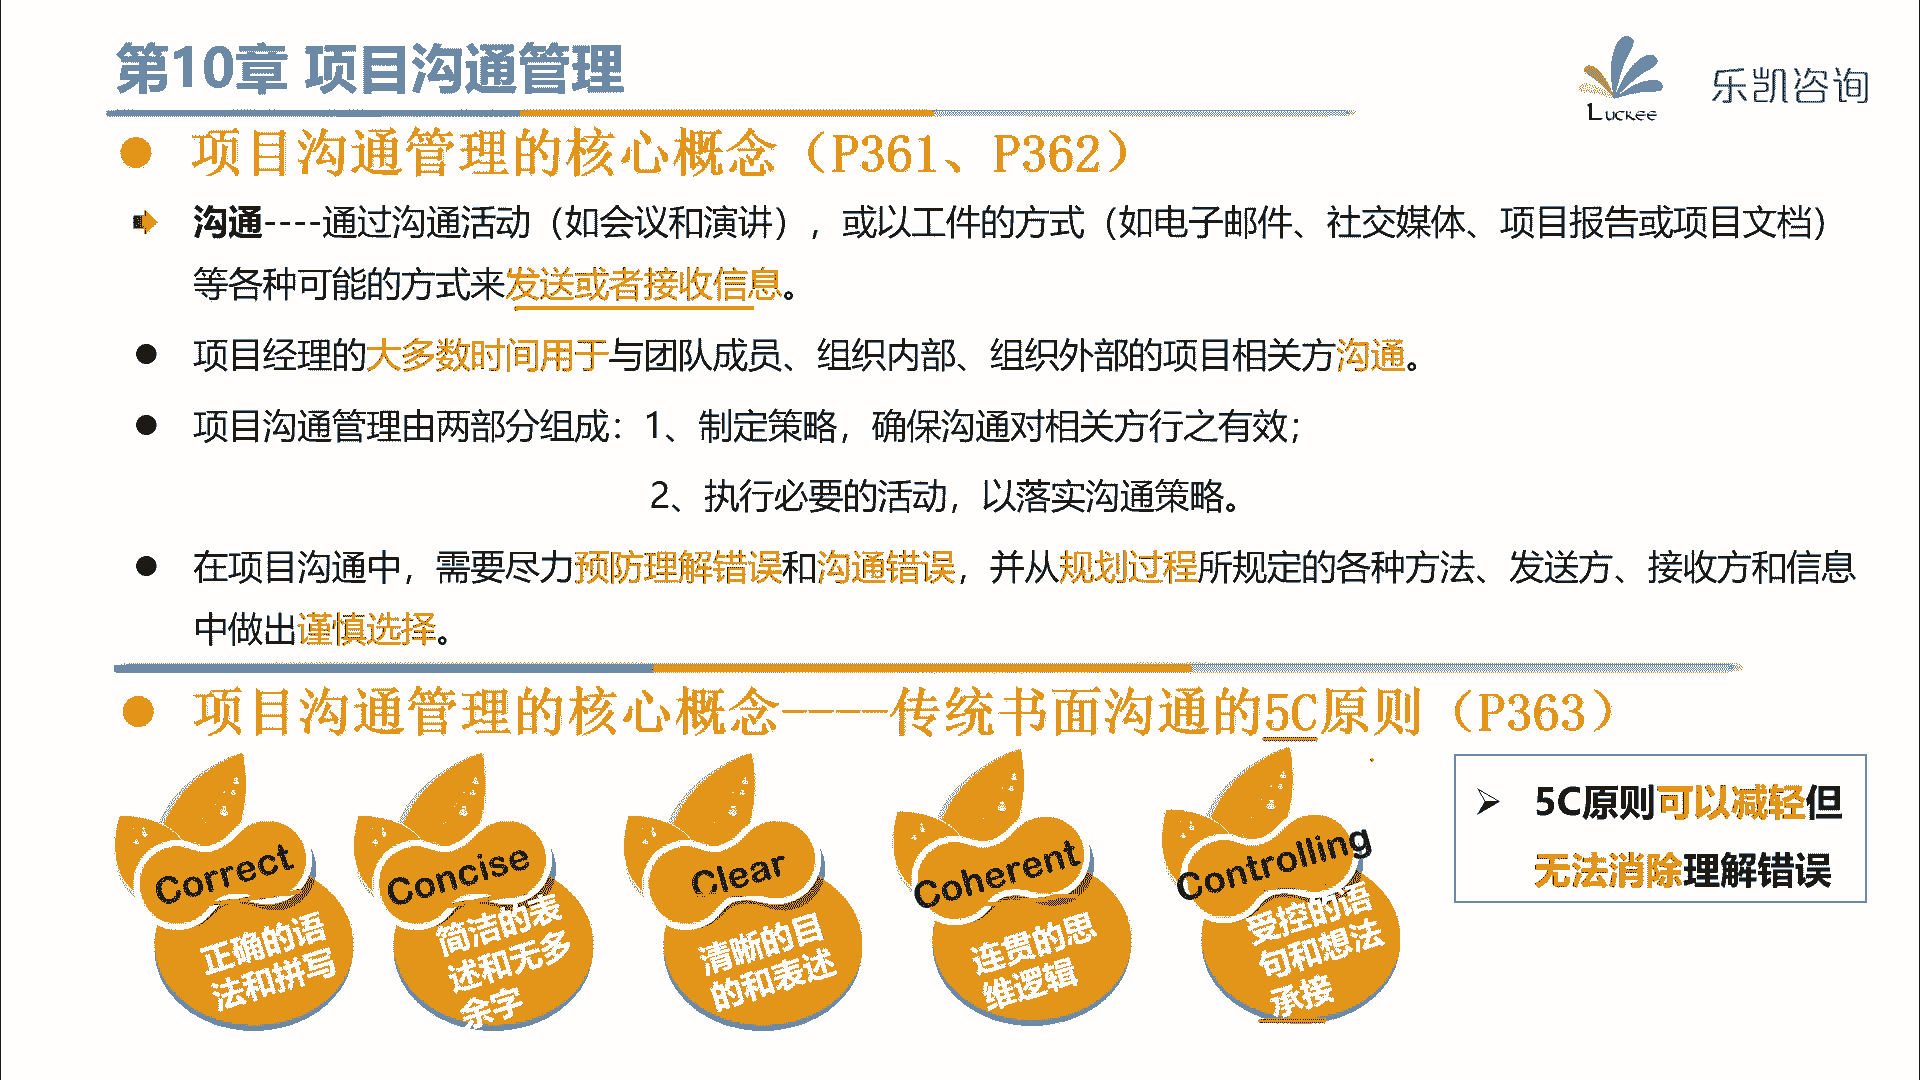 第10章 项目沟通管理
Luckee 乐凯咨询
项目沟通管理的核心概念（P361、P362）
沟通----通过沟通活动（如会议和演讲），或以工件的方式（如电子邮件、社交媒体、项目报告或项目文档）
等各种可能的方式来发送或者接收信息。
项目经理的大多数时间用于与团队成员、组织内部、组织外部的项目相关方沟通。
项目沟通管理由两部分组成：1、制定策略，确保沟通对相关方行之有效；
2、执行必要的活动，以落实沟通策略。
在项目沟通中，需要尽力预防理解错误和沟通错误，并从规划过程所规定的各种方法、发送方、接收方和信息
中做出谨慎选择。
项目沟通管理的核心概念----传统书面沟通的5C原则（P363）
Correct
正确的语
法和拼写
Concise
简洁的表
述和无多
余字
Clear
清晰的目
的和表述
Coherent
连贯的思
维逻辑
Controlling
受控的语
句和想法
承接
5C原则可以减轻但
无法消除理解错误